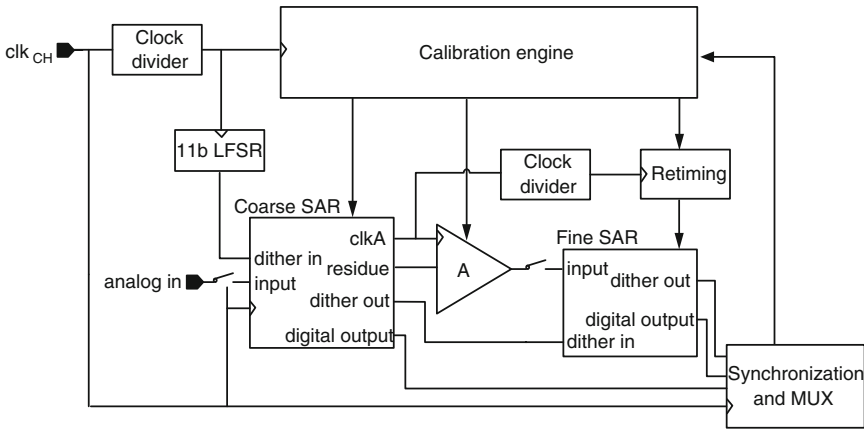 clk CH
Clock
divider
Calibration engine
11b LFSR
Clock
divider
Retiming
Coarse SAR
clkA
dither in
residue
analog in
input
dither out
digital output
A
Fine SAR
input
dither out
digital output
dither in
Synchronization
and MUX